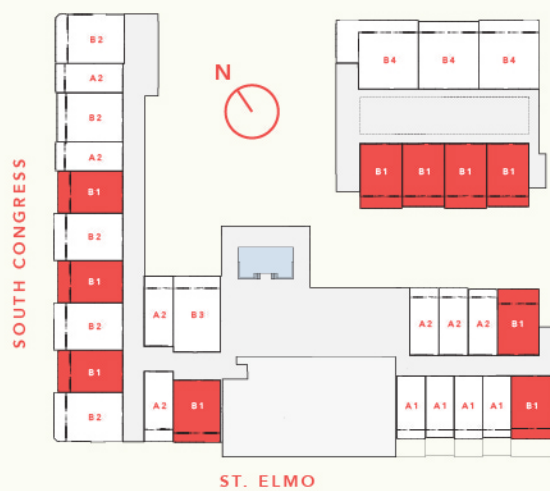 B2
A2
B2
A2
B1
B2
B1
B2
B1
B2
SOUTH CONGRESS
N
B4 B4 B4
B1 B1 B1 B1
A2 B3
A2 B1
A2 A2 A2 B1
A1 A1 A1 A1 B1
ST. ELMO